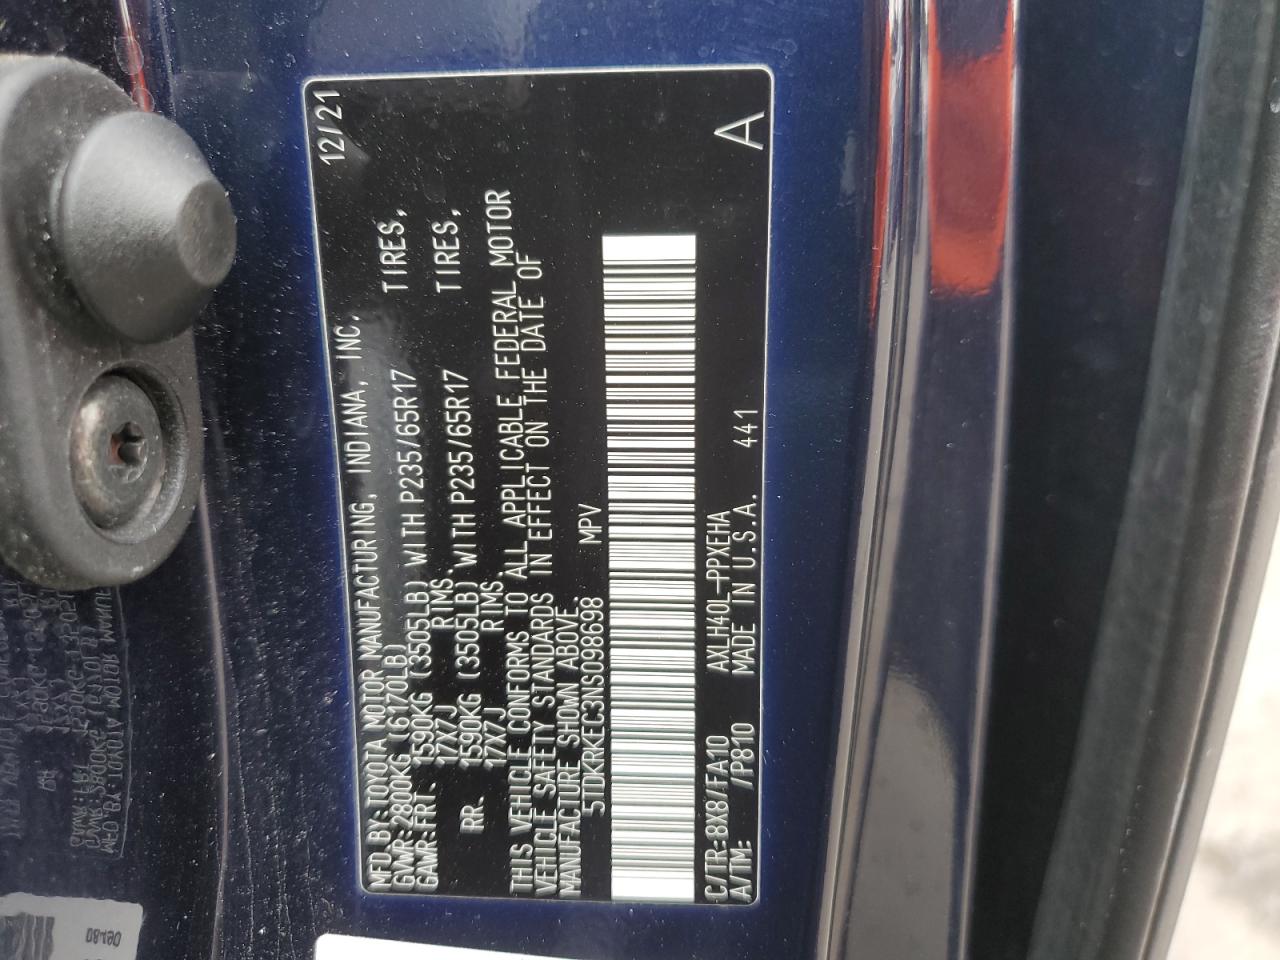 12/21
MFD.BY:TOYOTA MOTOR MANUFACTURING, INDIANA, INC.
GVWR:2800KG (6170LB)
GAWR:FRT. 1590KG (3505LB) WITH P235/65R17 TIRES,
17X7J RIMS.
RR. 1590KG (3505LB) WITH P235/65R17 TIRES,
17X7J RIMS.
THIS VEHICLE CONFORMS TO ALL APPLICABLE FEDERAL MOTOR
VEHICLE SAFETY STANDARDS IN EFFECT ON THE DATE OF
MANUFACTURE SHOWN ABOVE.
5TDKRKEC3NS098698 MPV
C/TR:8X8/FA10 AXLH40L-PPXEHA
A/TM: /P810 MADE IN U.S.A. 441
A